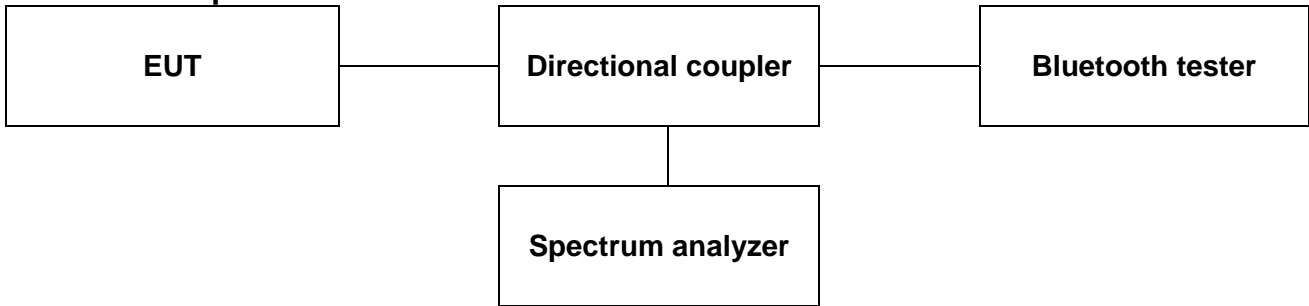 EUT
Directional coupler
Bluetooth tester
Spectrum analyzer